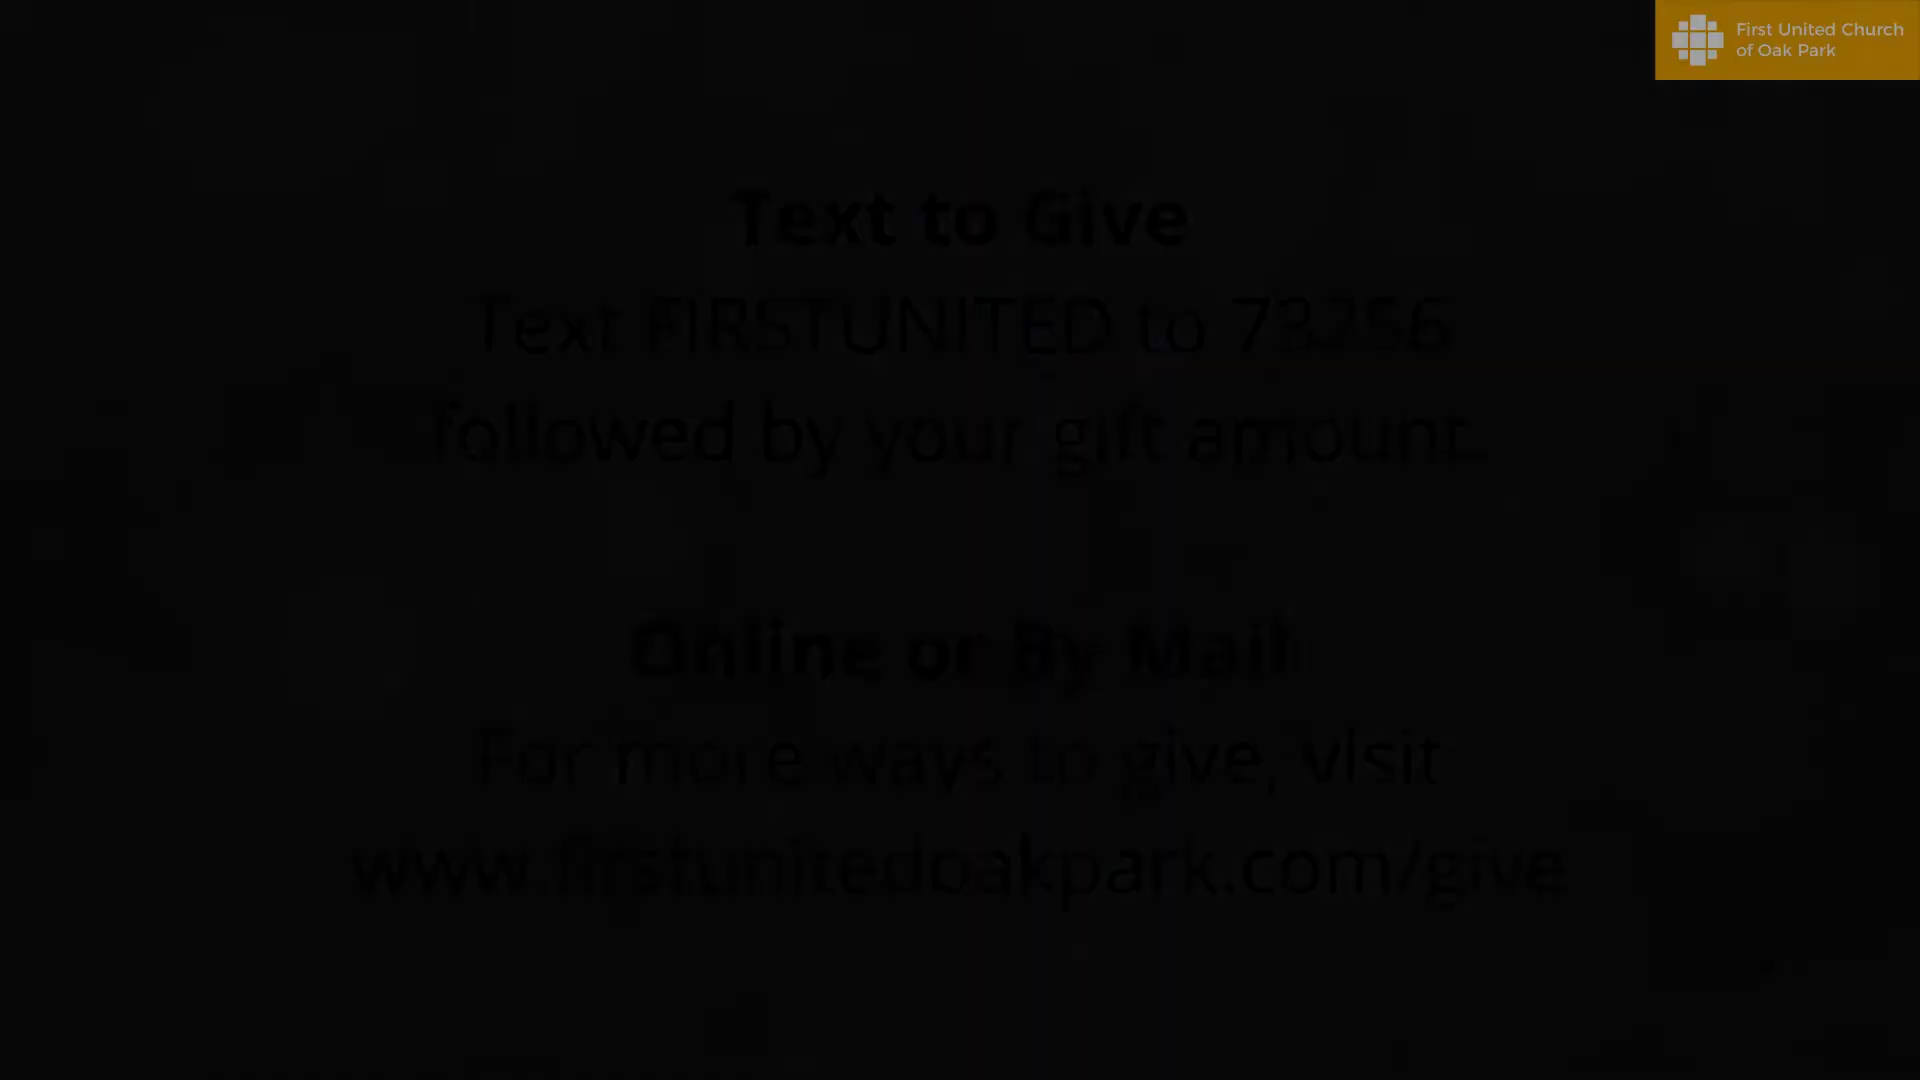 First United Church
of Oak Park
Text to Give
Text FIRSTUNITED to 73256
followed by your gift amount.
Online or By Mail
For more ways to give, visit
www.firstunitedoakpark.com/give